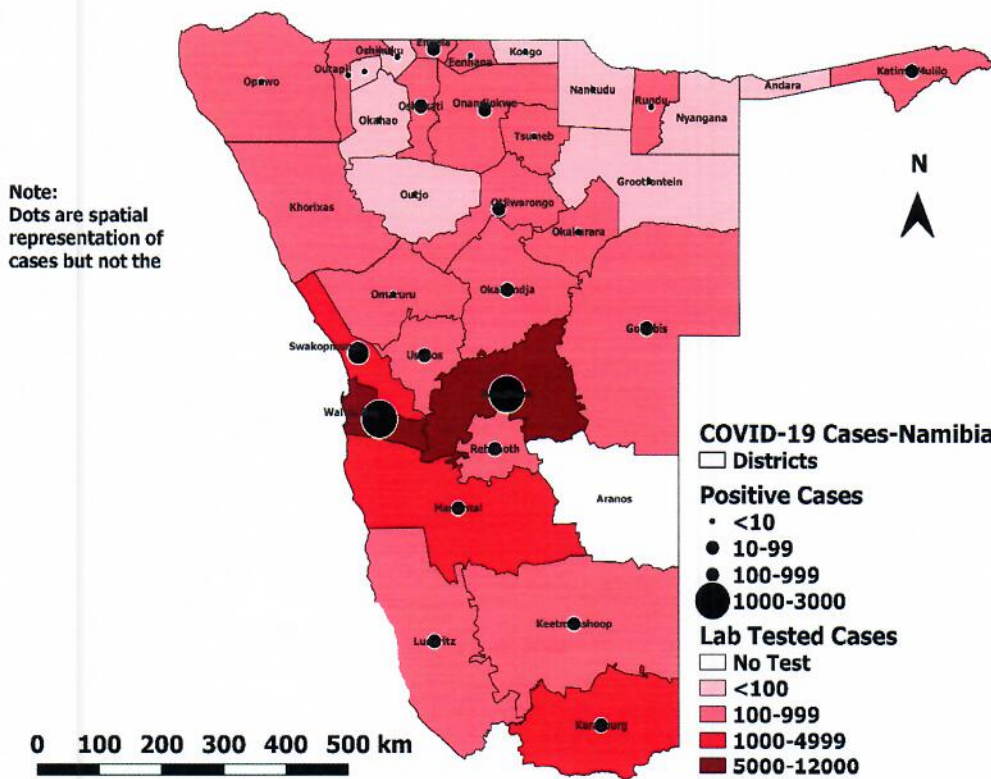 Oshikuku
Eenhana
Kongo
Opuwo
Outapi
Nankudu
Andara
Katima Mulilo
Okahao
Oshakati
Onandjokwe
Rundu
Nyangana
Tsumeb
N
Outjo
Grootfontein
Note:
Dots are spatial
representation of
cases but not the
Khorixas
Otjiwarongo
Okakarara
Omaruru
Okahandja
Gobabis
Swakopmund
Usakos
Rehoboth
Aranos
Mariental
COVID-19 Cases-Namibia
Districts
Positive Cases
<10
10-99
100-999
1000-3000
Luderitz
Keetmanshoop
Lab Tested Cases
No Test
<100
100-999
1000-4999
5000-12000
Karasburg
0 100 200 300 400 500 km